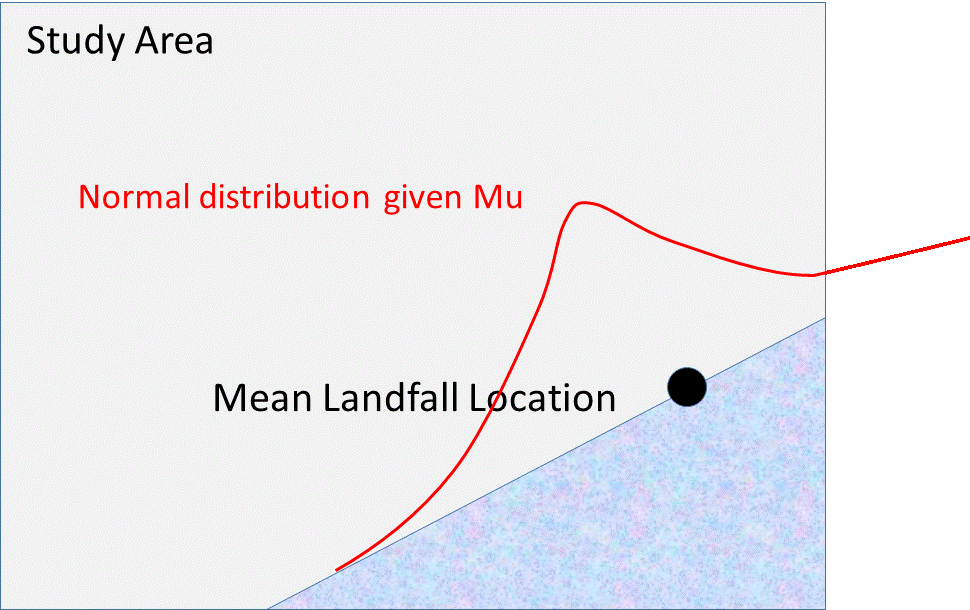 Study Area
Normal distribution given Mu
Mean Landfall Location